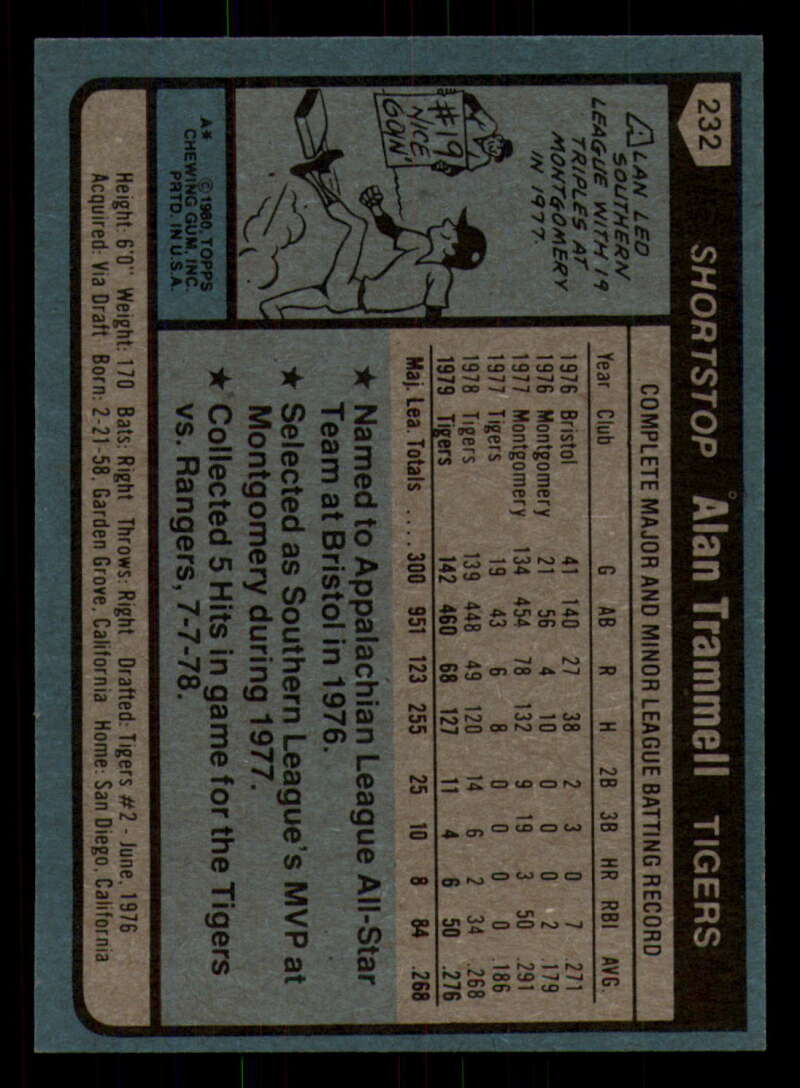 232
SHORTSTOP Alan Trammell TIGERS
ALAN LED
SOUTHERN
LEAGUE WITH 19
TRIPLES AT
MONTGOMERY
IN 1977.
#19
NICE
GOIN'
A* ©1980 TOPPS
CHEWING GUM, INC.
PRTD. IN U.S.A.
COMPLETE MAJOR AND MINOR LEAGUE BATTING RECORD
Year Club G AB R H 2B 3B HR RBI AVG.
1976 Bristol 41 140 27 38 2 3 0 7 .271
1976 Montgomery 21 56 4 10 0 0 0 2 .179
1977 Montgomery 134 454 78 132 9 19 3 50 .291
1977 Tigers 19 43 6 8 0 0 0 0 .186
1978 Tigers 139 448 49 120 14 6 2 34 .268
1979 Tigers 142 460 68 127 11 4 6 50 .276
Maj. Lea. Totals .... 300 951 123 255 25 10 8 84 .268
★ Named to Appalachian League All-Star
Team at Bristol in 1976.
★ Selected as Southern League's MVP at
Montgomery during 1977.
★ Collected 5 Hits in game for the Tigers
vs. Rangers, 7-7-78.
Height: 6'0" Weight: 170 Bats: Right Throws: Right Drafted: Tigers #2 - June, 1976
Acquired: Via Draft Born: 2-21-58, Garden Grove, California Home: San Diego, California